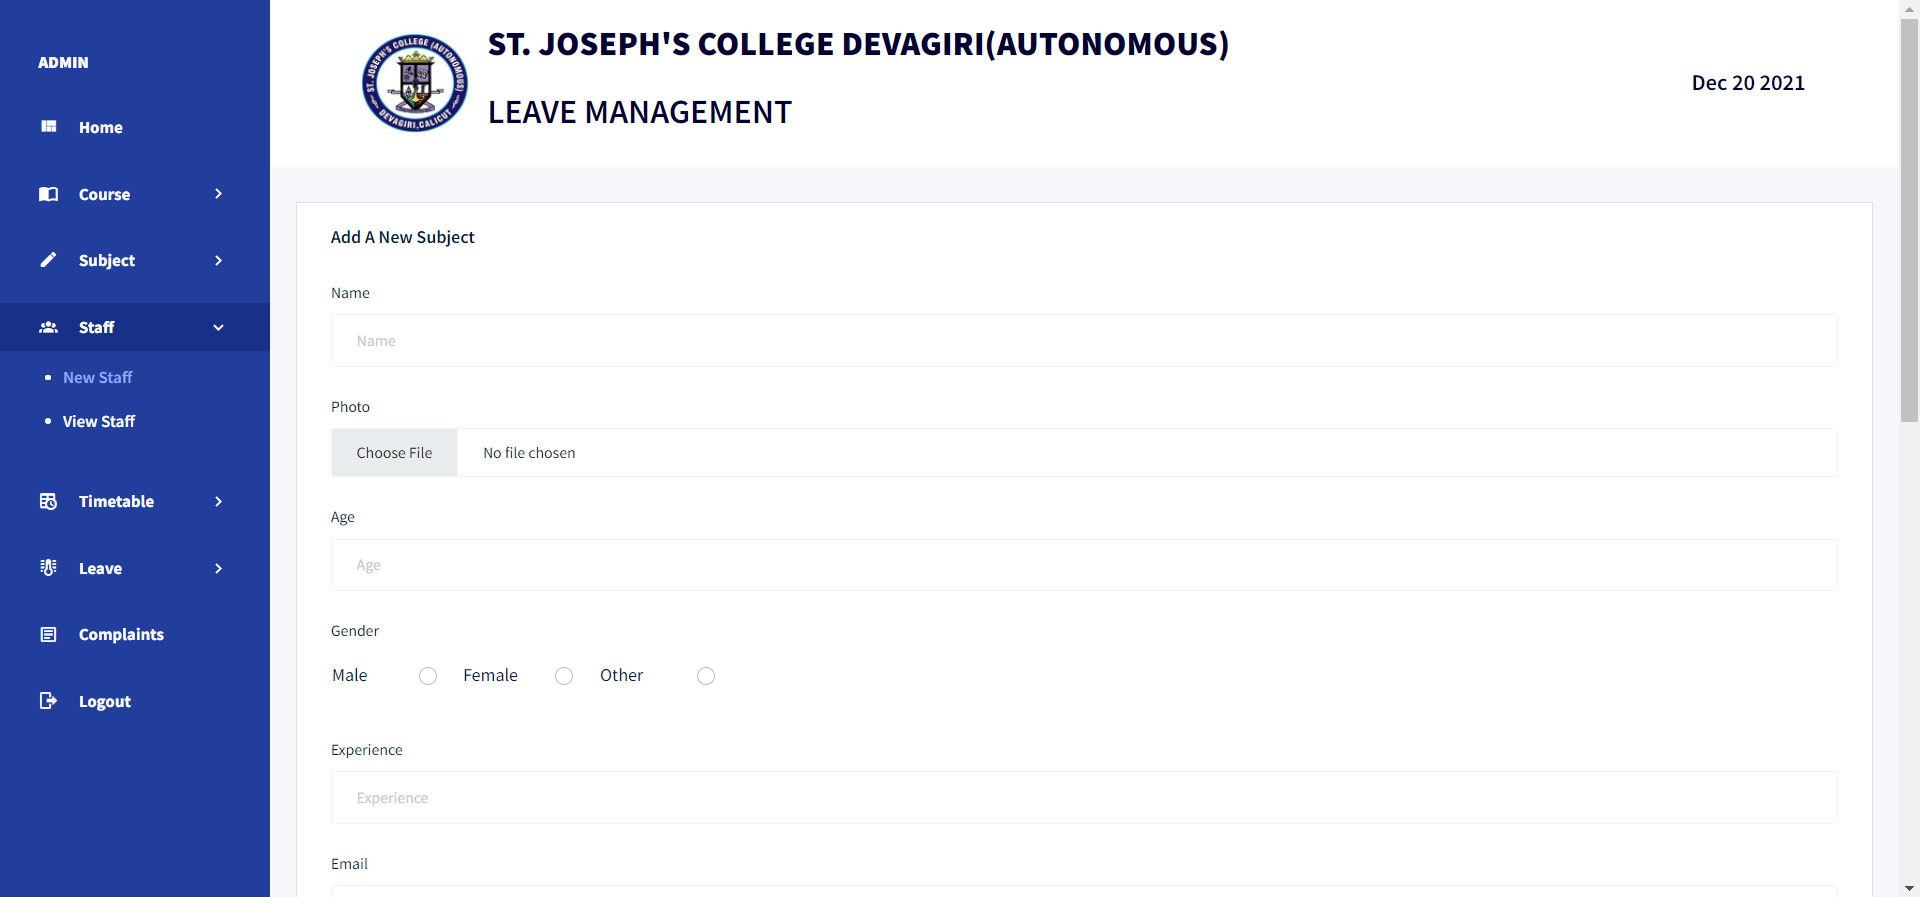 ADMIN
Home
Course
Subject
Staff
New Staff
View Staff
Timetable
Leave
Complaints
Logout
ST. JOSEPH'S COLLEGE (AUTONOMOUS)
DEVAGIRI, CALICUT
ST. JOSEPH'S COLLEGE DEVAGIRI(AUTONOMOUS)
LEAVE MANAGEMENT
Dec 20 2021
Add A New Subject
Name
Name
Photo
Choose File No file chosen
Age
Age
Gender
Male Female Other
Experience
Experience
Email